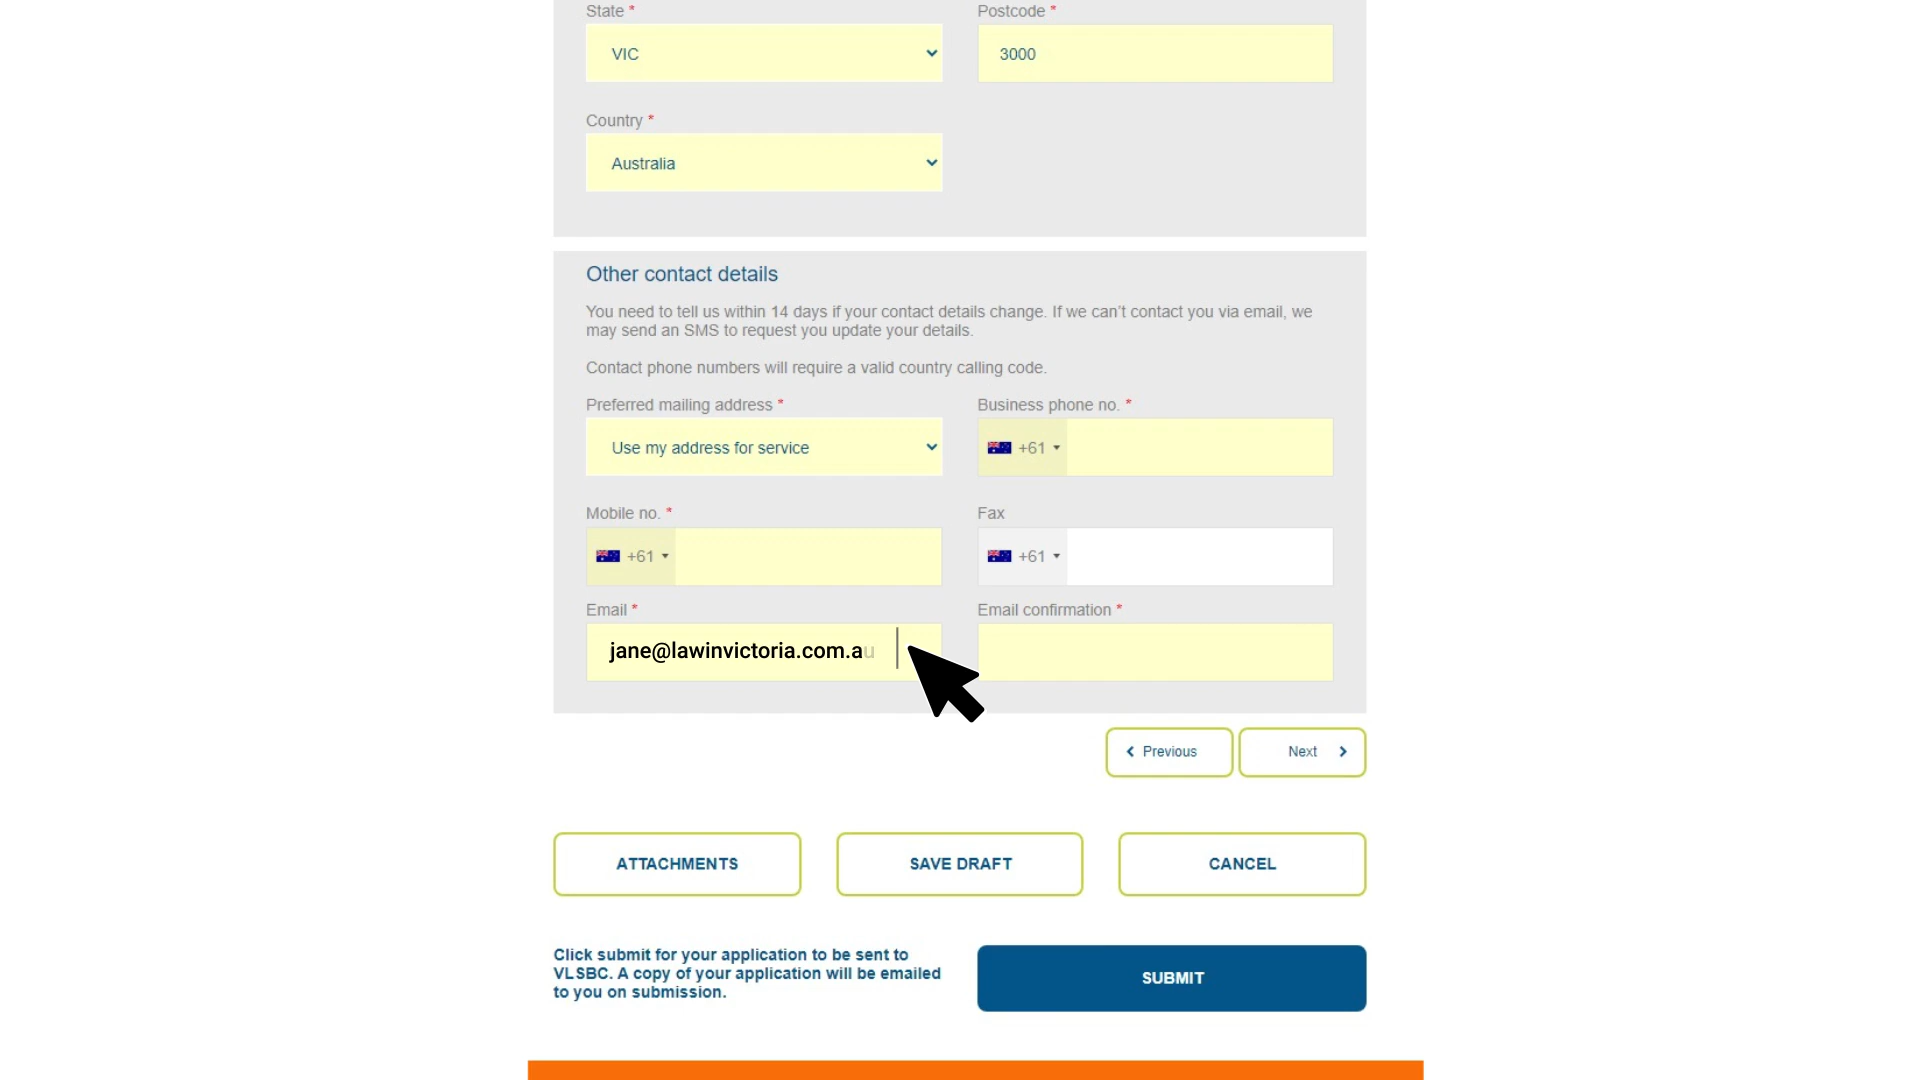 State *
Postcode *
VIC
3000
Country *
Australia
Other contact details
You need to tell us within 14 days if your contact details change. If we can't contact you via email, we
may send an SMS to request you update your details.
Contact phone numbers will require a valid country calling code.
Preferred mailing address *
Business phone no. *
Use my address for service
+61
Mobile no. *
Fax
+61
+61
Email *
Email confirmation *
jane@lawinvictoria.com.au
Previous
Next
ATTACHMENTS
SAVE DRAFT
CANCEL
Click submit for your application to be sent to
VLSBC. A copy of your application will be emailed
to you on submission.
SUBMIT